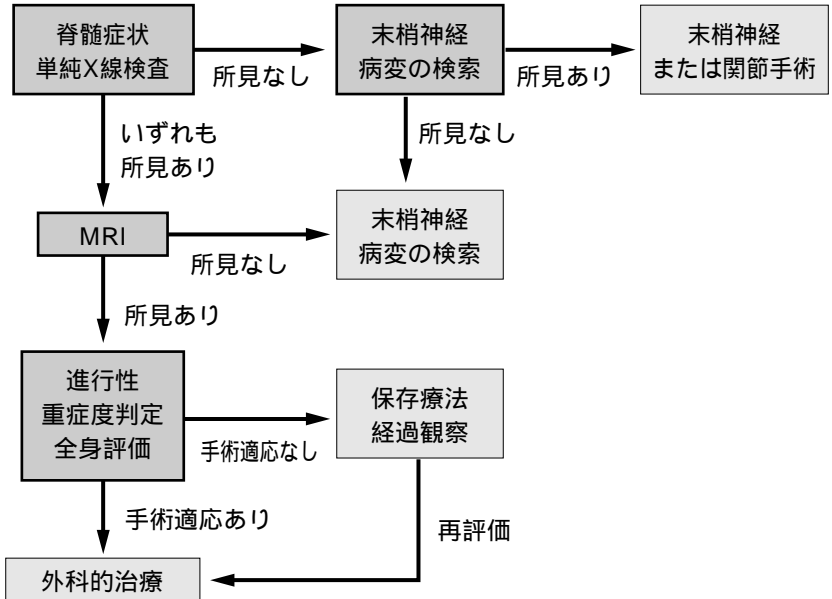 脊髄症状
単純X線検査
所見なし
末梢神経
病変の検索
所見あり
末梢神経
または関節手術
いずれも
所見あり
所見なし
MRI
所見なし
末梢神経
病変の検索
所見あり
進行性
重症度判定
全身評価
手術適応なし
保存療法
経過観察
手術適応あり
再評価
外科的治療